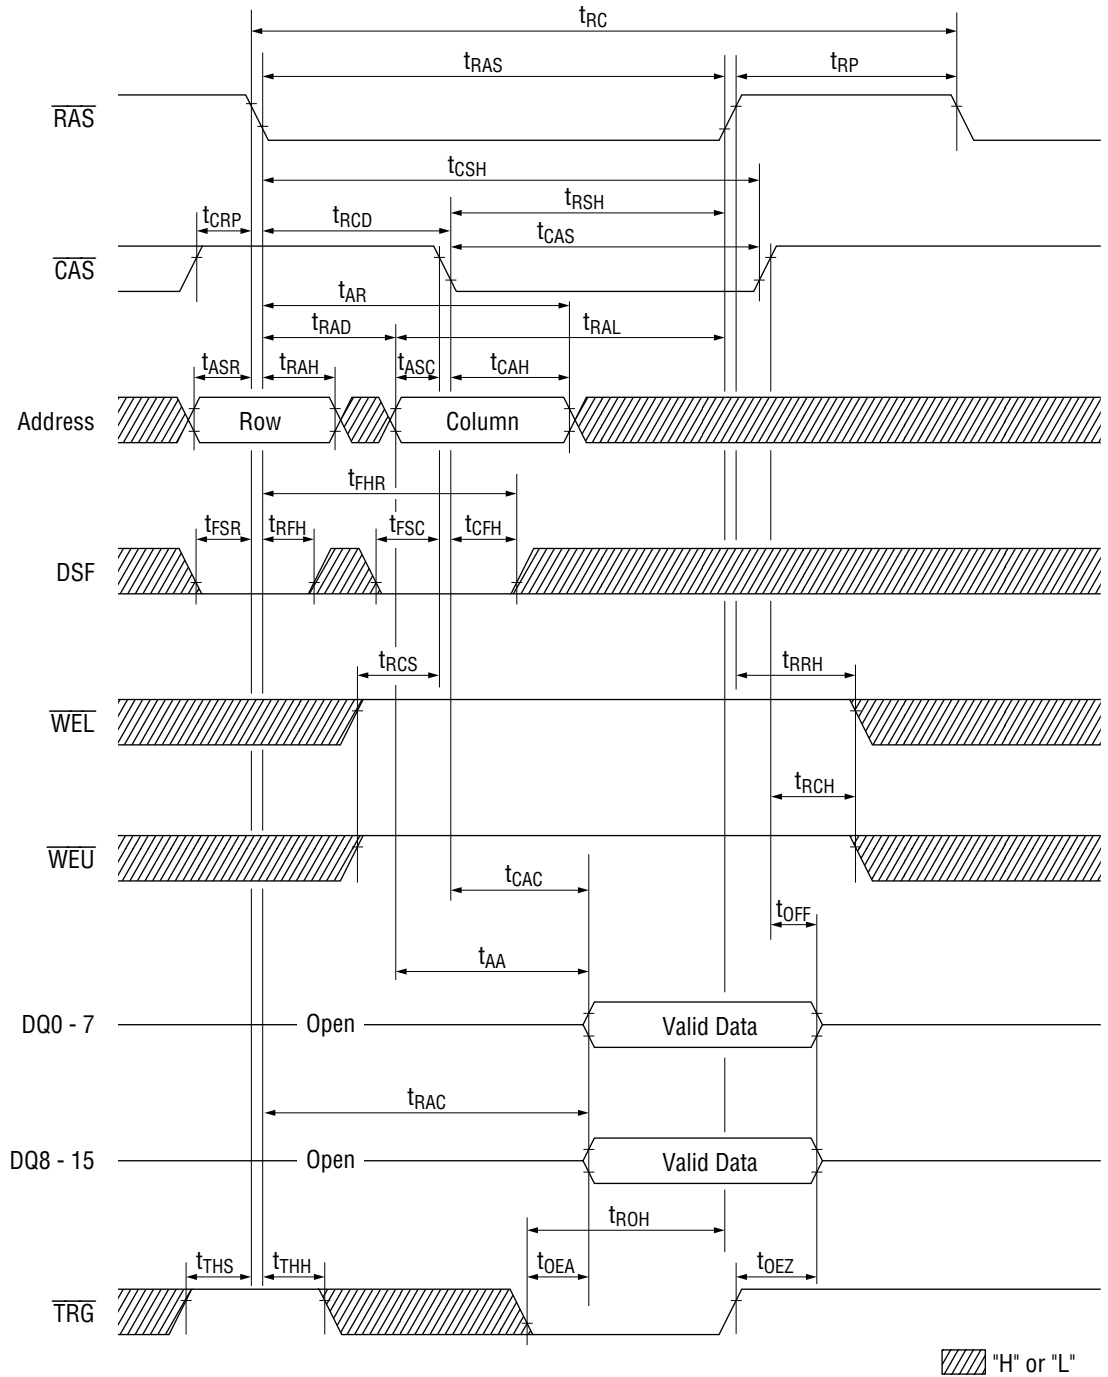 tRC
tRAS tRP
RAS
tCSH
tRSH
tCRP tRCD
tCAS
CAS
tAR
tRAD tRAL
tASR tRAH tASC tCAH
Address Row Column
tFHR
tFSR tRFH tFSC tCFH
DSF
tRCS tRRH
WEL
tRCH
WEU
tCAC
tOFF
tAA
DQ0 - 7 Open Valid Data
tRAC
DQ8 - 15 Open Valid Data
tROH
tTHS tTHH tOEA tOEZ
TRG
"H" or "L"